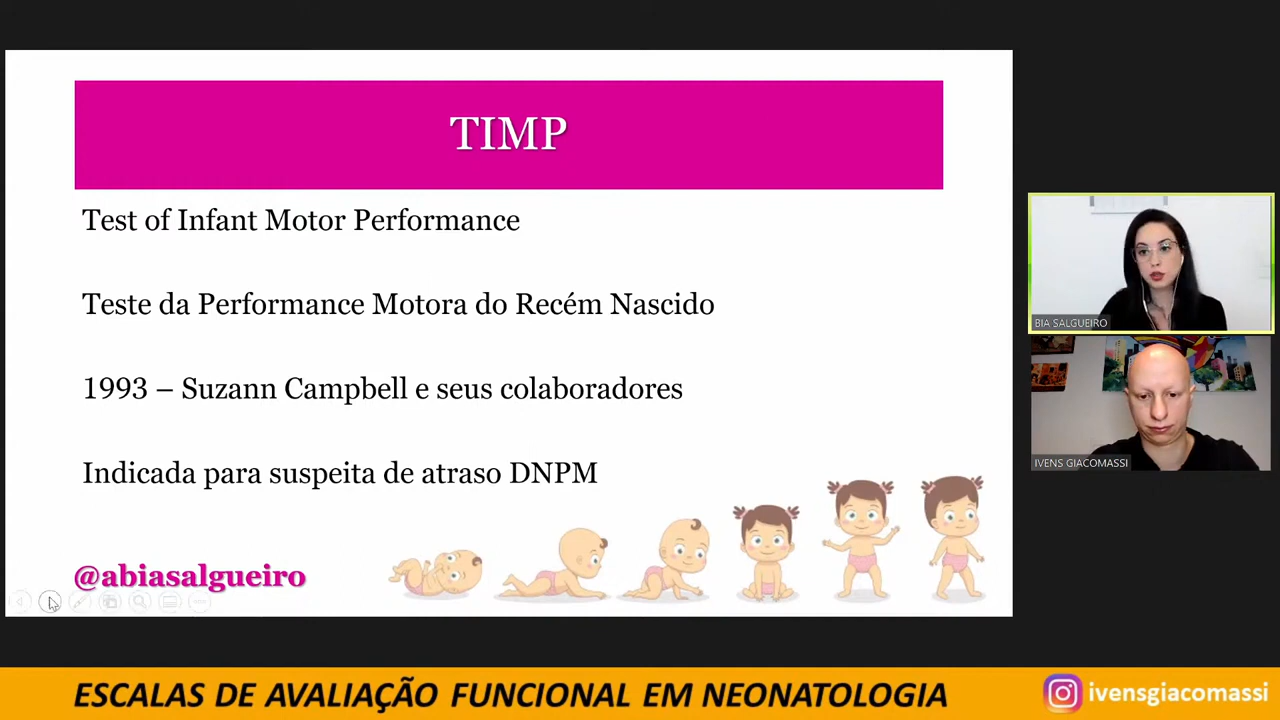 TIMP
Test of Infant Motor Performance
Teste da Performance Motora do Recém Nascido
1993 – Suzann Campbell e seus colaboradores
Indicada para suspeita de atraso DNPM
@abiasalgueiro
BIA SALGUEIRO
IVENS GIACOMASSI
ESCALAS DE AVALIAÇÃO FUNCIONAL EM NEONATOLOGIA
ivensgiacomassi